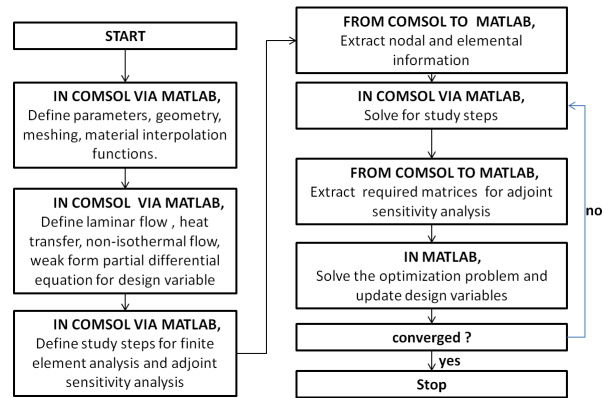 START
IN COMSOL VIA MATLAB,
Define parameters, geometry,
meshing, material interpolation
functions.
IN COMSOL VIA MATLAB,
Define laminar flow , heat
transfer, non-isothermal flow,
weak form partial differential
equation for design variable
IN COMSOL VIA MATLAB,
Define study steps for finite
element analysis and adjoint
sensitivity analysis
FROM COMSOL TO MATLAB,
Extract nodal and elemental
information
IN COMSOL VIA MATLAB,
Solve for study steps
FROM COMSOL TO MATLAB,
Extract required matrices for adjoint
sensitivity analysis
IN MATLAB,
Solve the optimization problem and
update design variables
converged ?
no
yes
Stop